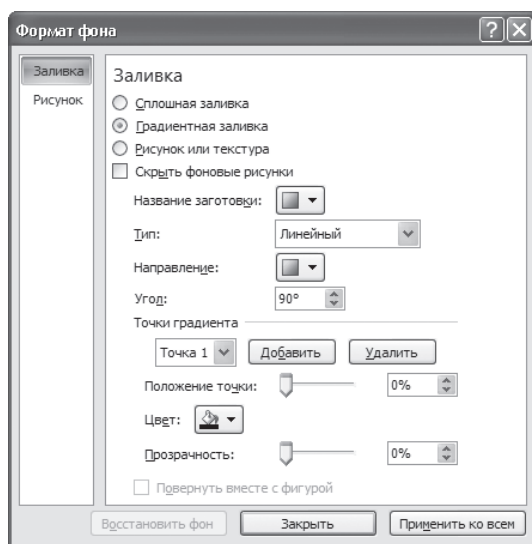 Формат фона
Заливка
Рисунок
Заливка
Сплошная заливка
Градиентная заливка
Рисунок или текстура
Скрыть фоновые рисунки
Название заготовки:
Тип: Линейный
Направление:
Угол: 90°
Точки градиента
Точка 1 Добавить Удалить
Положение точки: 0%
Цвет:
Прозрачность: 0%
Повернуть вместе с фигурой
Восстановить фон Закрыть Применить ко всем